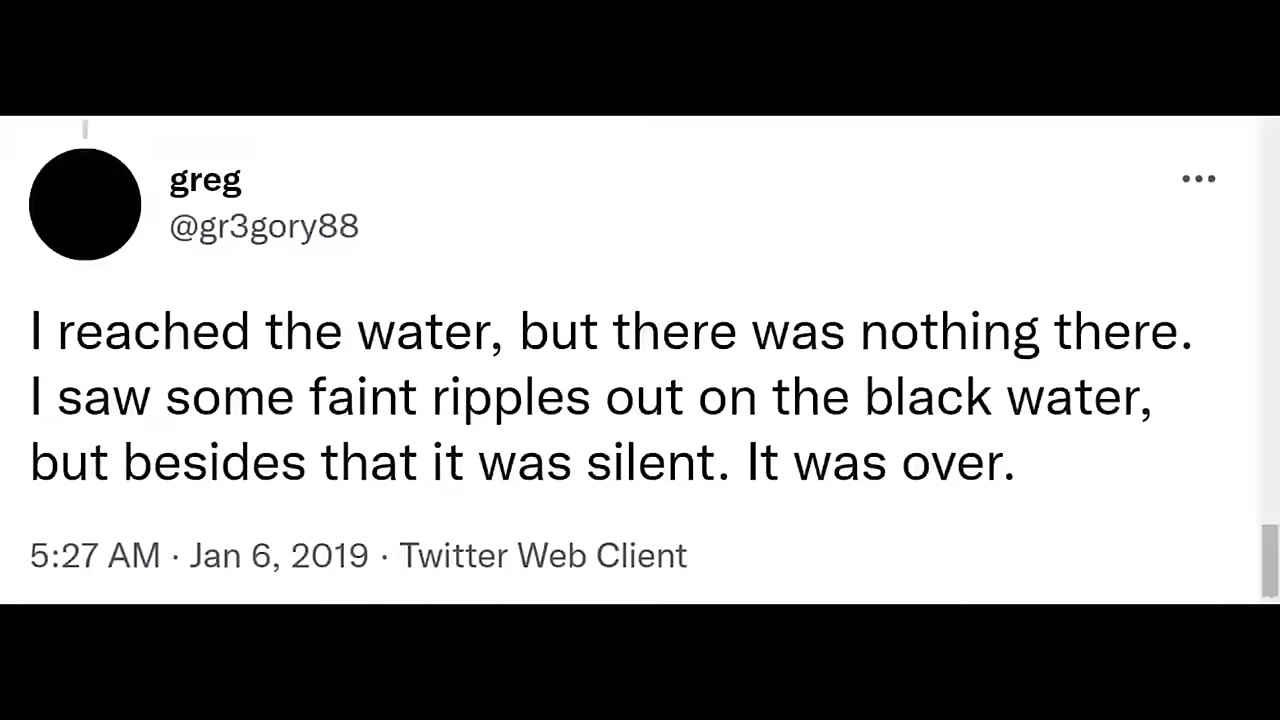 greg
@gr3gory88
I reached the water, but there was nothing there.
I saw some faint ripples out on the black water,
but besides that it was silent. It was over.
5:27 AM · Jan 6, 2019 · Twitter Web Client